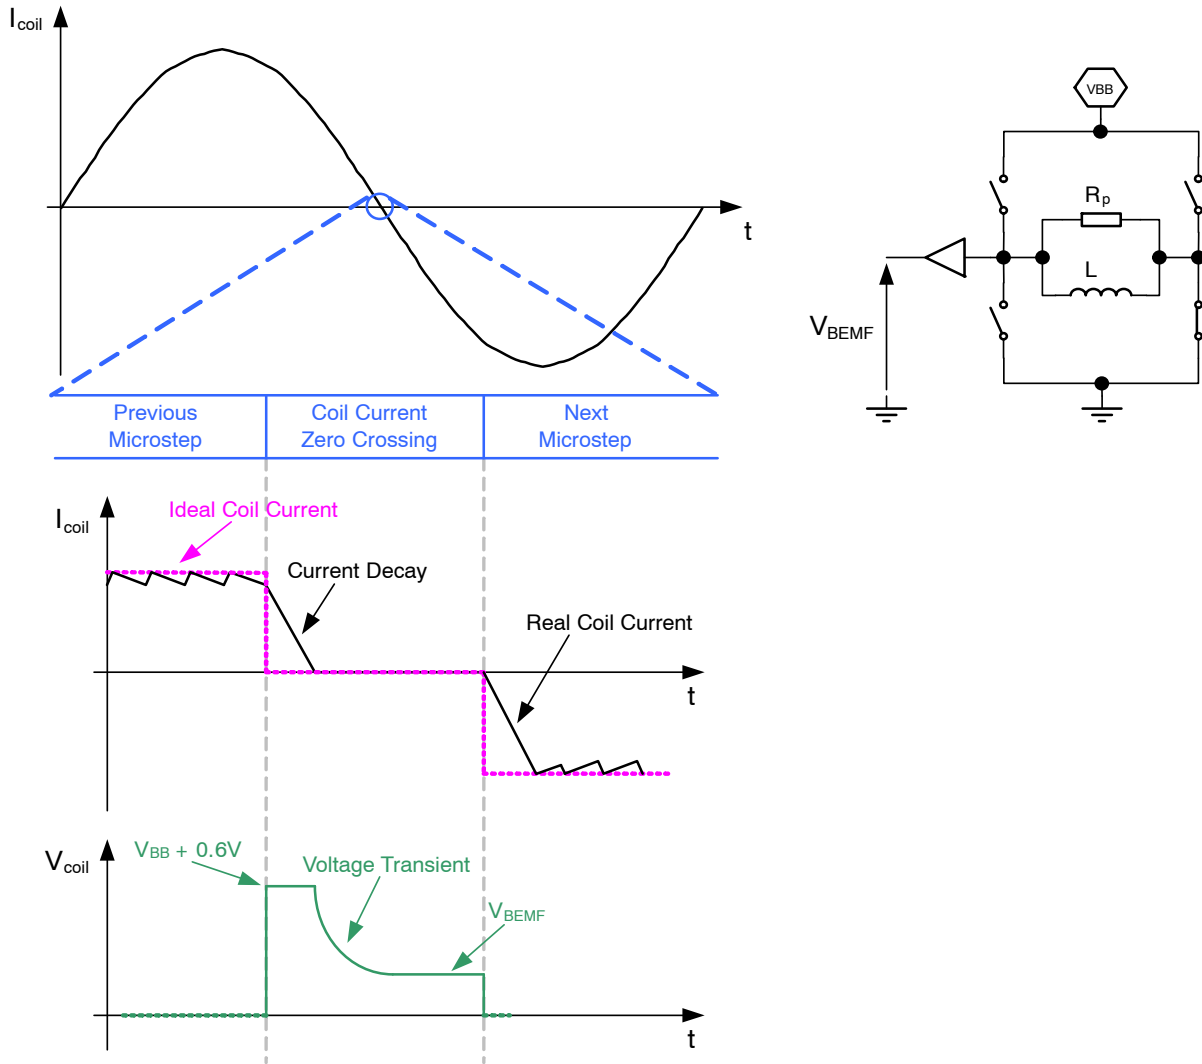 Icoil
t
VBB
Rp
L
VBEMF
Previous
Microstep
Coil Current
Zero Crossing
Next
Microstep
Icoil
Ideal Coil Current
Current Decay
Real Coil Current
t
Vcoil
VBB + 0.6V
Voltage Transient
VBEMF
t